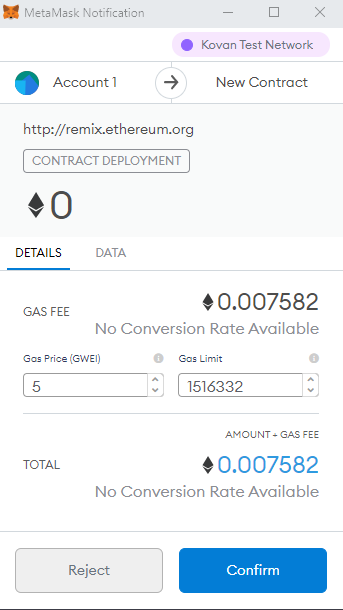 MetaMask Notification
Kovan Test Network
Account 1 New Contract
http://remix.ethereum.org
CONTRACT DEPLOYMENT
0
DETAILS DATA
GAS FEE 0.007582
No Conversion Rate Available
Gas Price (GWEI) Gas Limit
5 1516332
AMOUNT + GAS FEE
TOTAL 0.007582
No Conversion Rate Available
Reject Confirm